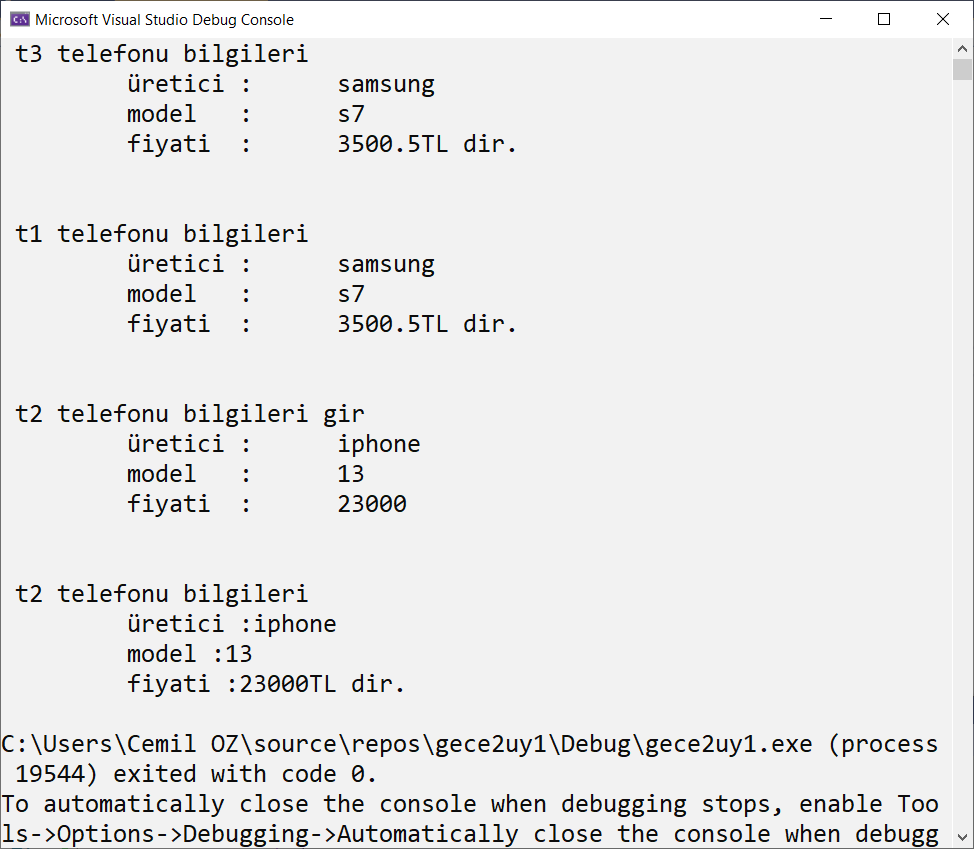 Microsoft Visual Studio Debug Console
t3 telefonu bilgileri
üretici : samsung
model : s7
fiyati : 3500.5TL dir.
t1 telefonu bilgileri
üretici : samsung
model : s7
fiyati : 3500.5TL dir.
t2 telefonu bilgileri gir
üretici : iphone
model : 13
fiyati : 23000
t2 telefonu bilgileri
üretici :iphone
model :13
fiyati :23000TL dir.
C:\Users\Cemil OZ\source\repos\gece2uy1\Debug\gece2uy1.exe (process
19544) exited with code 0.
To automatically close the console when debugging stops, enable Too
ls->Options->Debugging->Automatically close the console when debugg